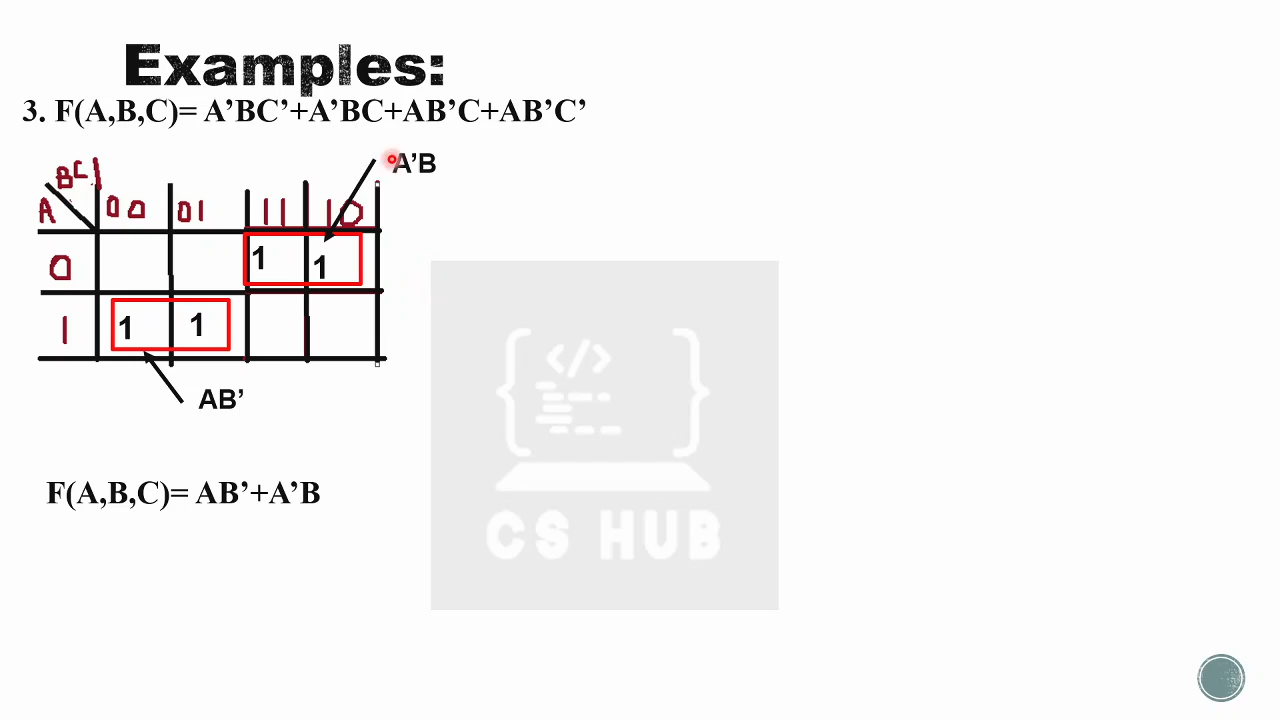 Examples:
3. F(A,B,C)= A’BC’+A’BC+AB’C+AB’C’
A’B
BC
A 00 01 11 10
0 1 1
1 1 1
AB’
F(A,B,C)= AB’+A’B
</>
CS HUB